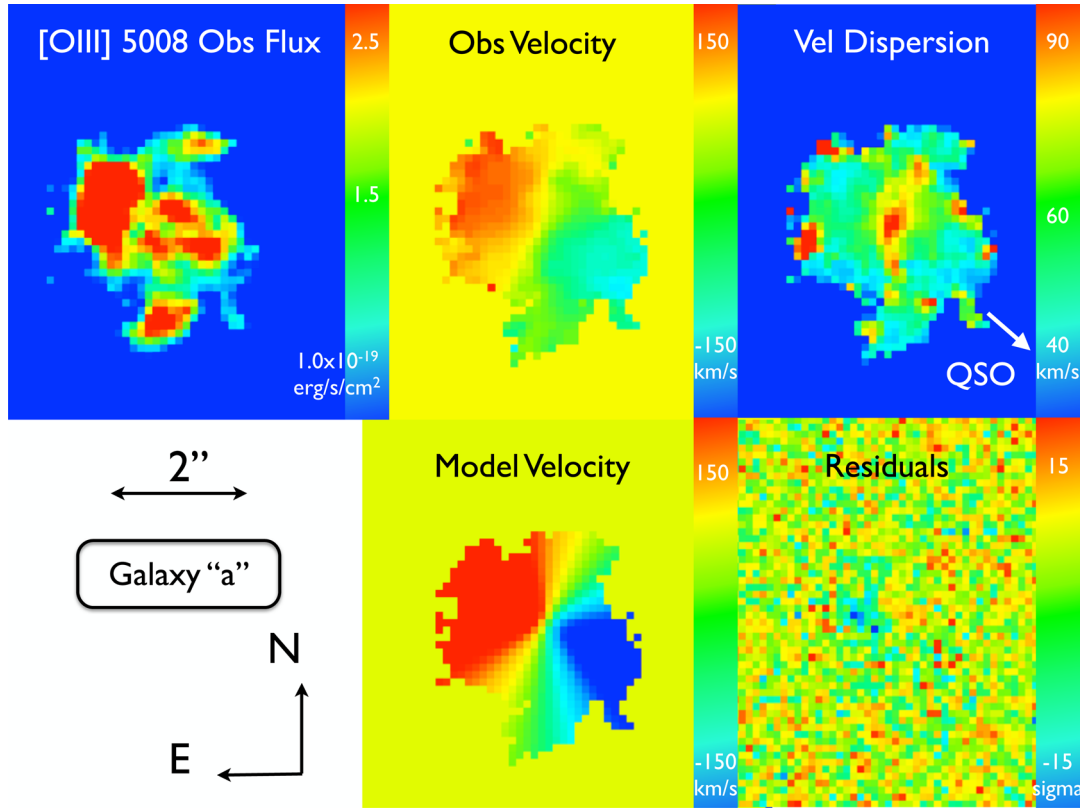 [OIII] 5008 Obs Flux
2.5
1.5
1.0x10⁻¹⁹
erg/s/cm²
Obs Velocity
150
-150
km/s
Vel Dispersion
90
60
40
km/s
QSO
2”
Galaxy “a”
N
E
Model Velocity
150
-150
km/s
Residuals
15
-15
sigma